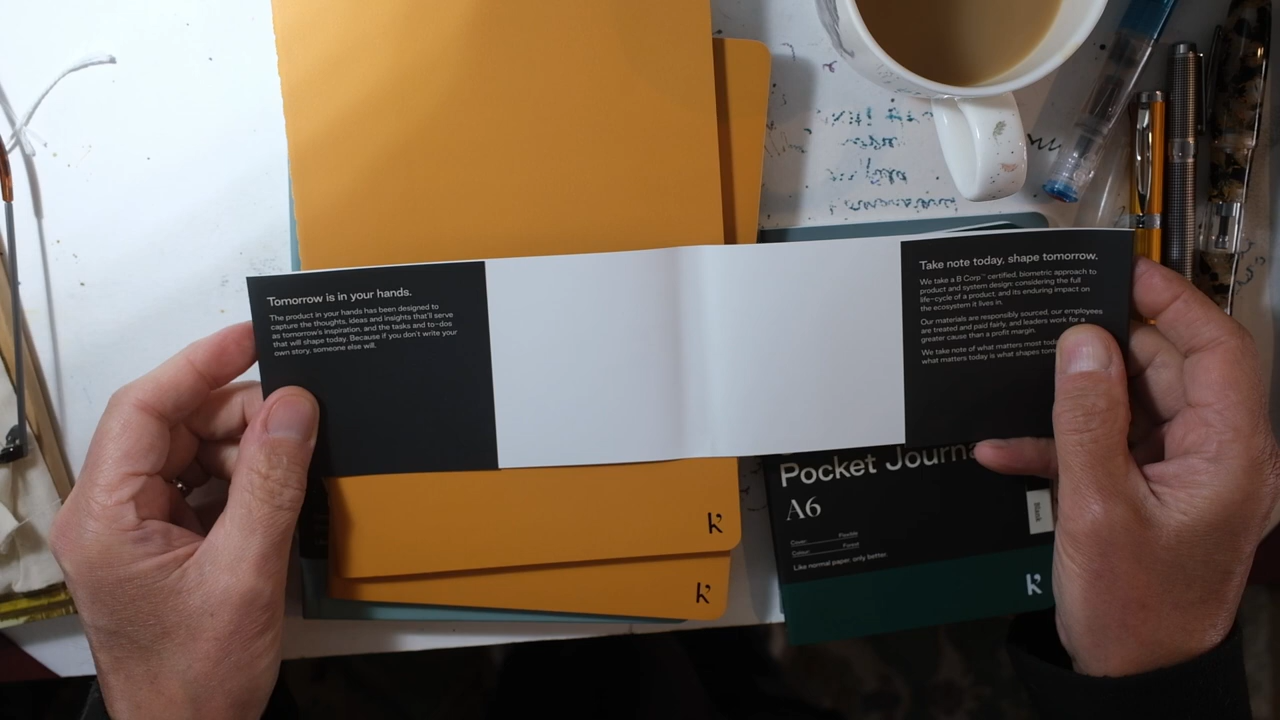 Tomorrow is in your hands.
The product in your hands has been designed to
capture the thoughts, ideas and insights that'll serve
as tomorrow's inspiration, and the tasks and to-dos
that will shape today. Because if you don't write your
own story, someone else will.
Take note today, shape tomorrow.
We take a B Corp™ certified, biometric approach to
product and system design: considering the full
life-cycle of a product, and its enduring impact on
the ecosystem it lives in.
Our materials are responsibly sourced, our employees
are treated and paid fairly, and leaders work for a
greater cause than a profit margin.
We take note of what matters most
what matters today is what shapes
Pocket
A6
Cover: Flexible
Colour: Forest
Like normal paper, only better.
Blank
k
k
k